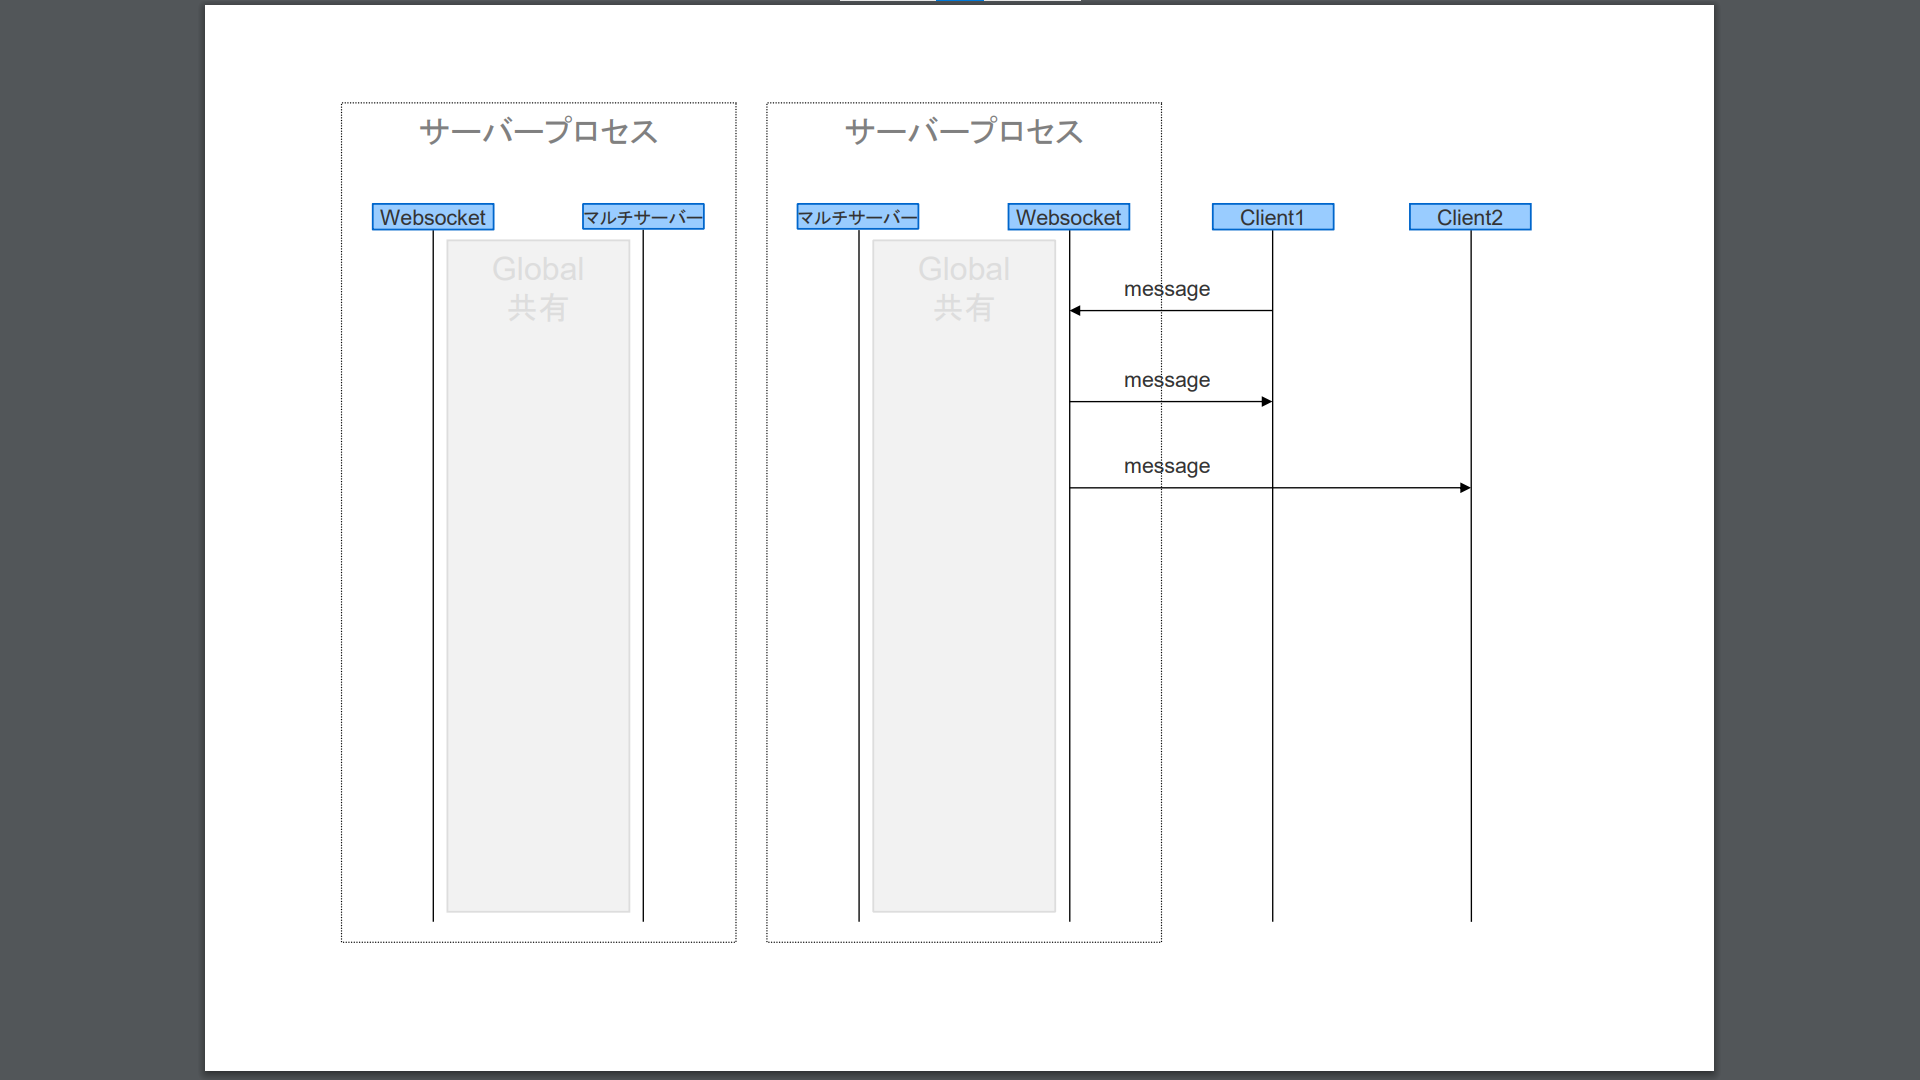 サーバープロセス
サーバープロセス
Websocket
マルチサーバー
マルチサーバー
Websocket
Client1
Client2
Global
共有
Global
共有
message
message
message